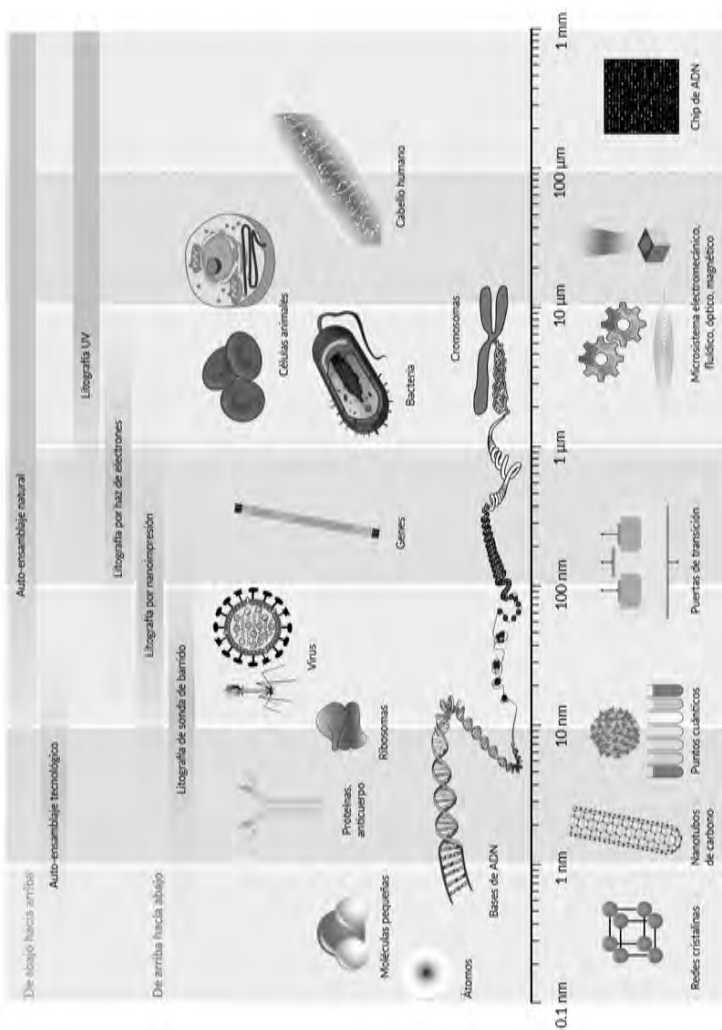 De abajo hacia arriba
Auto-ensamblaje natural
Auto-ensamblaje tecnológico
Litografía UV
Litografía por haz de electrones
De arriba hacia abajo
Litografía por nanoimpresión
Litografía de sonda de barrido
Moléculas pequeñas
Átomos
Proteínas,
anticuerpo
Ribosomas
Virus
Genes
Células animales
Bacteria
Cabello humano
Bases de ADN
Cromosomas
0.1 nm
1 nm
10 nm
100 nm
1 μm
10 μm
100 μm
1 mm
Redes cristalinas
Nanotubos
de carbono
Puntos cuánticos
Puertas de transición
Microsistema electromecánico,
fluídico, óptico, magnético
Chip de ADN